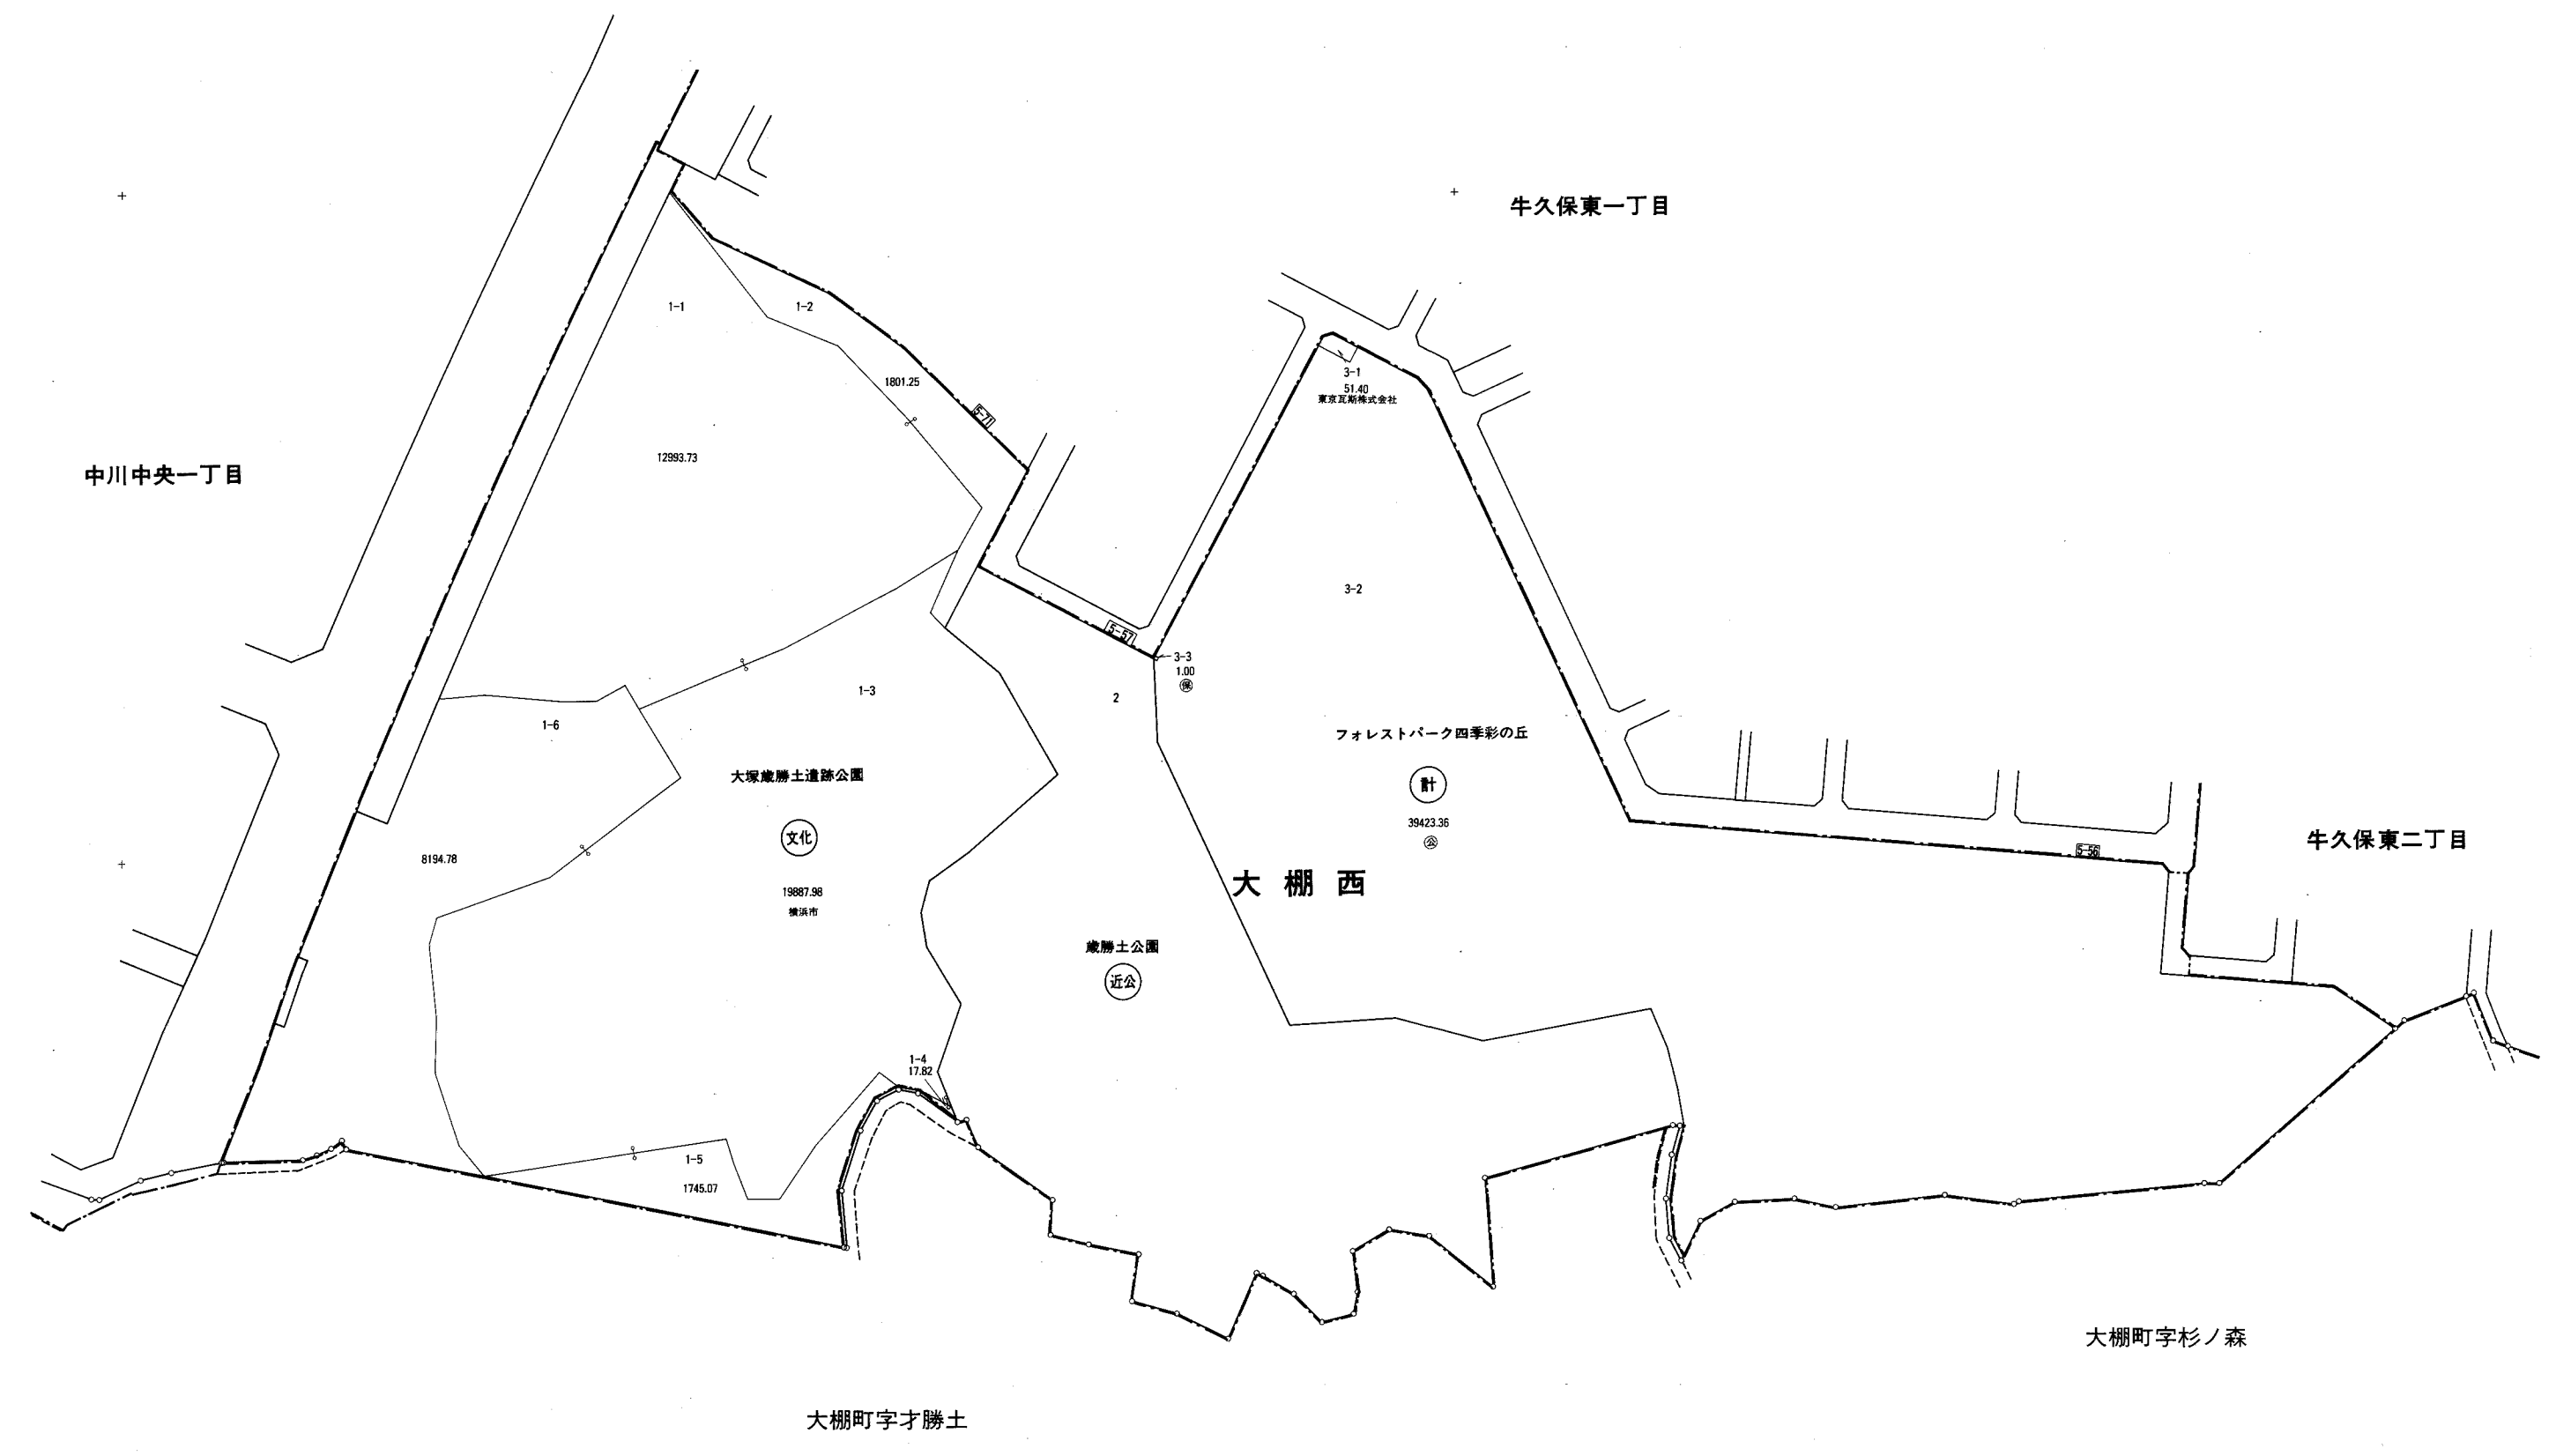 牛久保東一丁目
1-1
1-2
3-1
51.40
東京瓦斯株式会社
1801.25
5-71
12993.73
中川中央一丁目
3-2
5-57
3-3
1.00
保
1-3
2
1-6
フォレストパーク四季彩の丘
計
39423.36
公
大塚歳勝土遺跡公園
文化
19887.98
横浜市
8194.78
牛久保東二丁目
5-56
大棚西
歳勝土公園
近公
1-4
17.82
1-5
1745.07
大棚町字杉ノ森
大棚町字才勝土